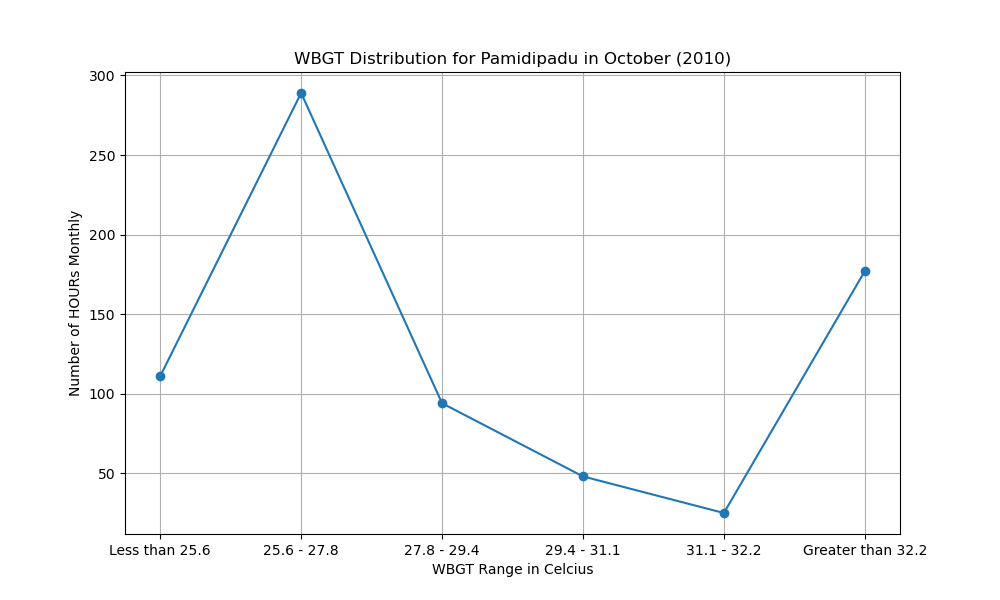 WBGT Distribution for Pamidipadu in October (2010)
300
250
200
150
100
50
Number of HOURs Monthly
Less than 25.6
25.6 - 27.8
27.8 - 29.4
29.4 - 31.1
31.1 - 32.2
Greater than 32.2
WBGT Range in Celcius